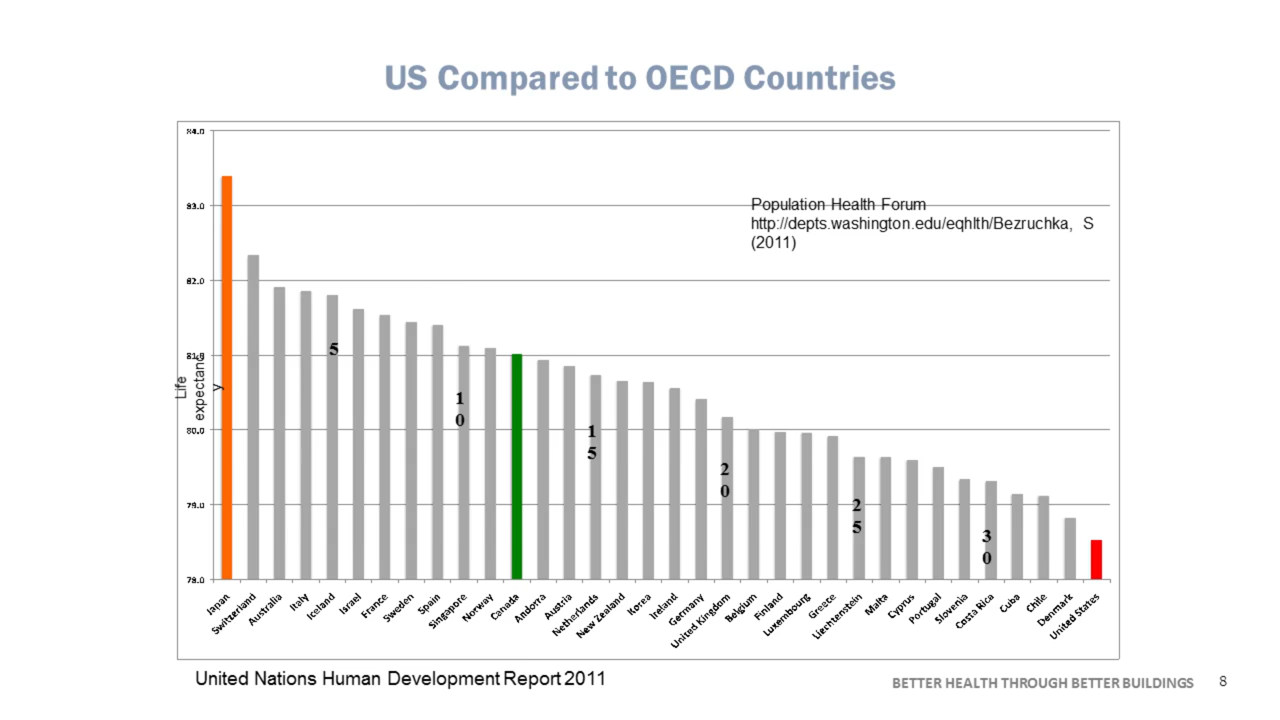 US Compared to OECD Countries
84.0
83.0
82.0
81.0
80.0
79.0
78.0
Life
expectanc
y
Population Health Forum
http://depts.washington.edu/eqhlth/Bezruchka, S
(2011)
5
1
0
1
5
2
0
2
5
3
0
Japan
Switzerland
Australia
Italy
Iceland
Israel
France
Sweden
Spain
Singapore
Norway
Canada
Andorra
Austria
Netherlands
New Zealand
Korea
Ireland
Germany
United Kingdom
Belgium
Finland
Luxembourg
Greece
Liechtenstein
Malta
Cyprus
Portugal
Slovenia
Costa Rica
Cuba
Chile
Denmark
United States
United Nations Human Development Report 2011
BETTER HEALTH THROUGH BETTER BUILDINGS
8